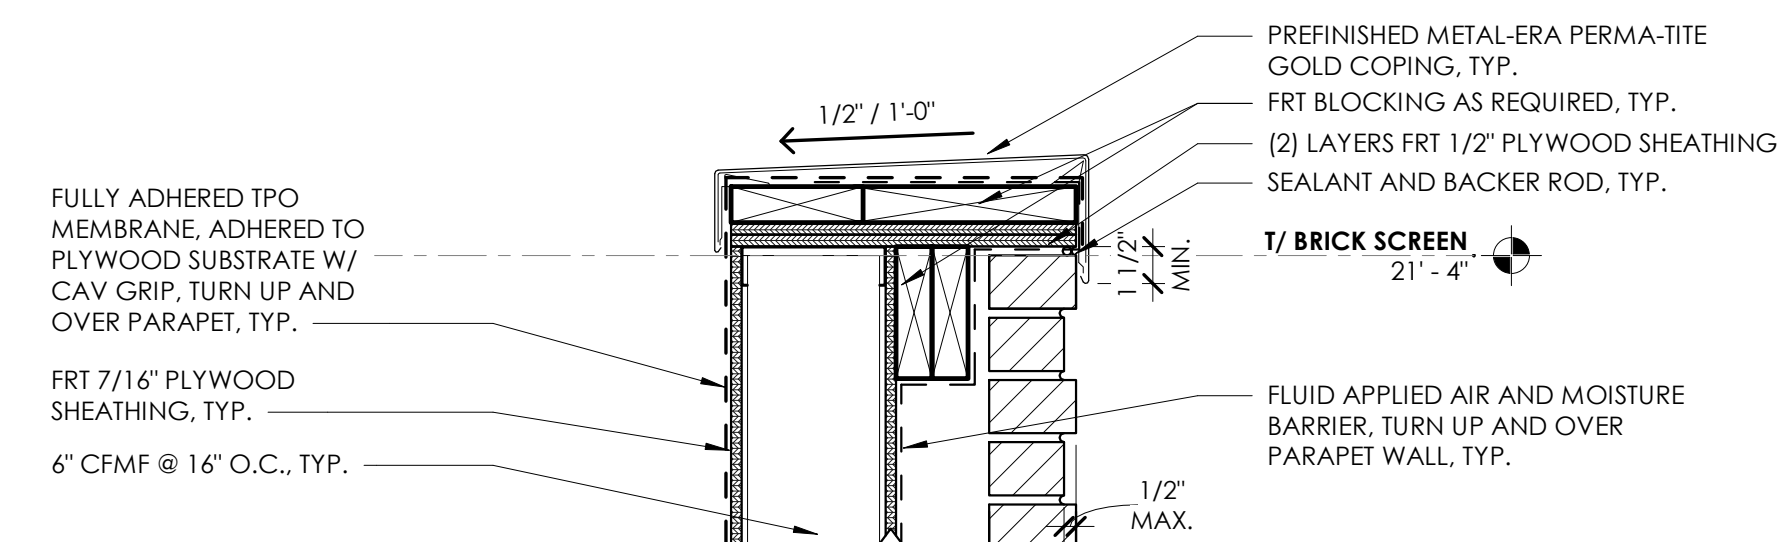 PREFINISHED METAL-ERA PERMA-TITE
GOLD COPING, TYP.
FRT BLOCKING AS REQUIRED, TYP.
(2) LAYERS FRT 1/2" PLYWOOD SHEATHING
SEALANT AND BACKER ROD, TYP.
1/2" / 1'-0"
FULLY ADHERED TPO
MEMBRANE, ADHERED TO
PLYWOOD SUBSTRATE W/
CAV GRIP, TURN UP AND
OVER PARAPET, TYP.
T/ BRICK SCREEN
21' - 4"
1 1/2"
MIN.
FRT 7/16" PLYWOOD
SHEATHING, TYP.
6" CFMF @ 16" O.C., TYP.
FLUID APPLIED AIR AND MOISTURE
BARRIER, TURN UP AND OVER
PARAPET WALL, TYP.
1/2"
MAX.